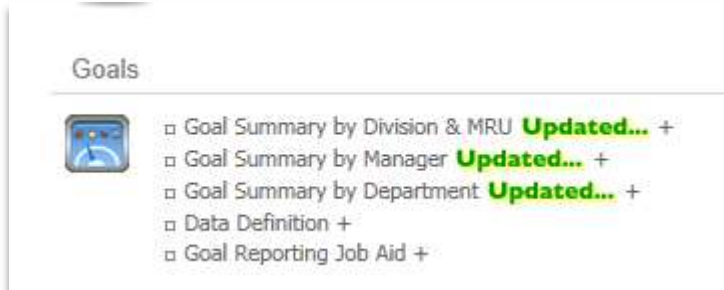 Goals
Goal Summary by Division & MRU Updated... +
Goal Summary by Manager Updated... +
Goal Summary by Department Updated... +
Data Definition +
Goal Reporting Job Aid +